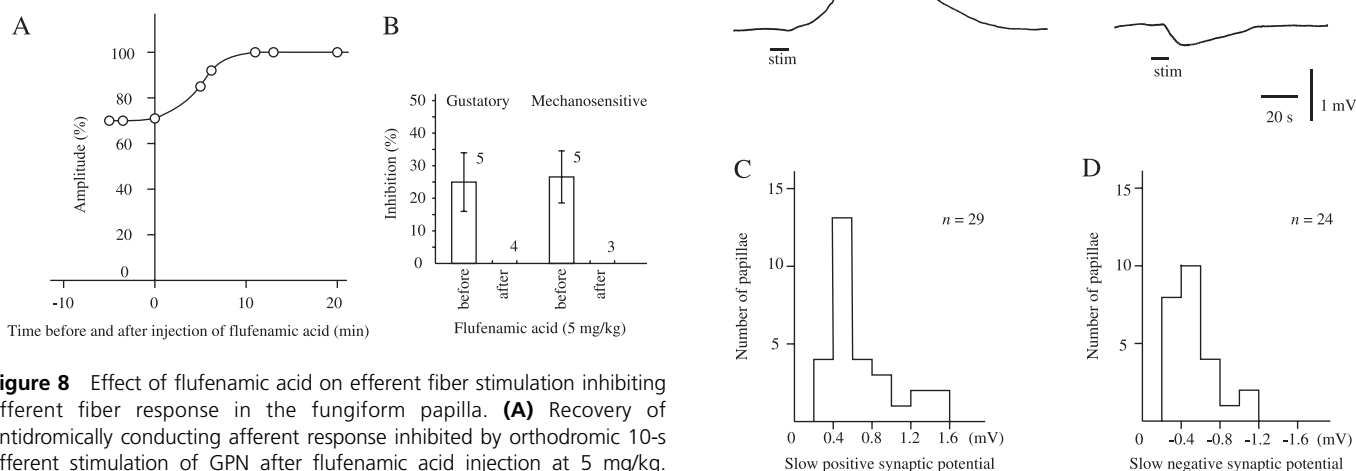 A
100
80
60
40
20
0
Amplitude (%)
-10 0 10 20
Time before and after injection of flufenamic acid (min)
B
50
40
30
20
10
0
Inhibition (%)
Gustatory Mechanosensitive
5 5
4 3
before after before after
Flufenamic acid (5 mg/kg)
igure 8 Effect of flufenamic acid on efferent fiber stimulation inhibiting
fferent fiber response in the fungiform papilla. (A) Recovery of
ntidromically conducting afferent response inhibited by orthodromic 10-s
fferent stimulation of GPN after flufenamic acid injection at 5 mg/kg.
stim
stim
20 s
1 mV
C
15
10
5
Number of papillae
n = 29
0 0.4 0.8 1.2 1.6 (mV)
Slow positive synaptic potential
D
15
10
5
Number of papillae
n = 24
0 -0.4 -0.8 -1.2 -1.6 (mV)
Slow negative synaptic potential